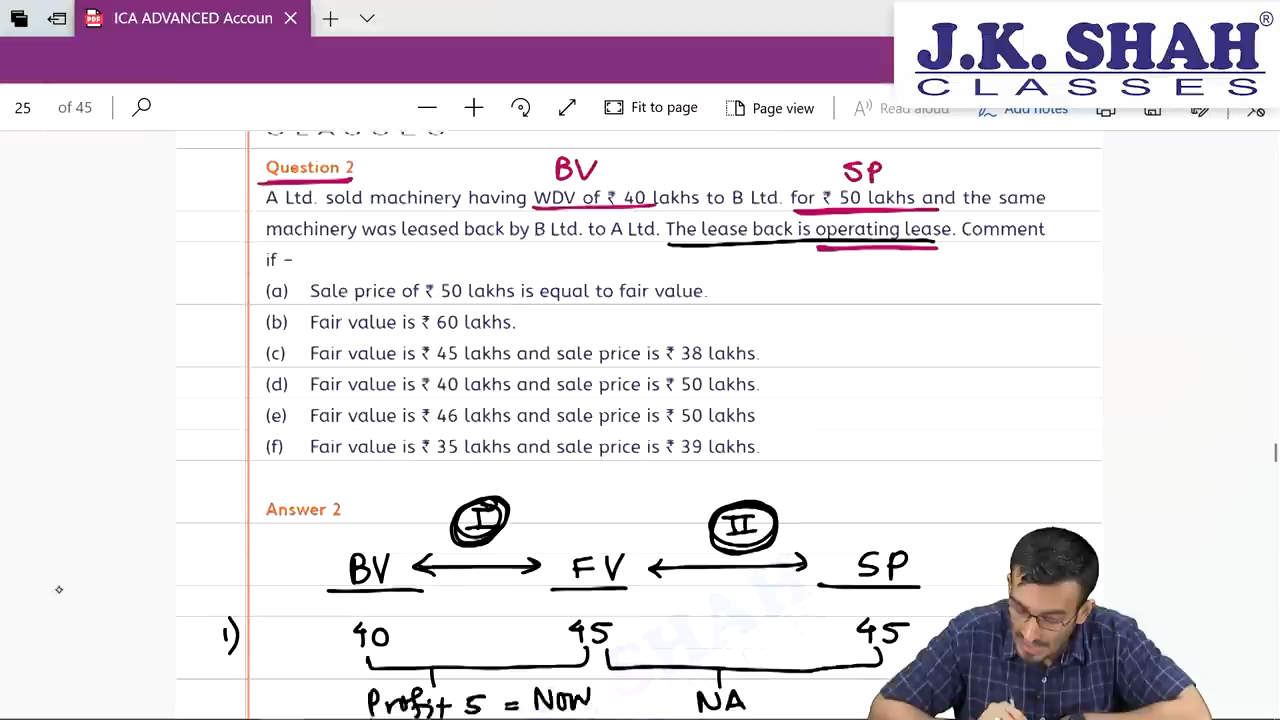 ICA ADVANCED Accoun
J.K. SHAH®
CLASSES
25 of 45
Fit to page
Page view
Read aloud
Add notes
CLASSES
Question 2
BV
SP
A Ltd. sold machinery having WDV of ₹ 40 lakhs to B Ltd. for ₹ 50 lakhs and the same
machinery was leased back by B Ltd. to A Ltd. The lease back is operating lease. Comment
if –
(a) Sale price of ₹ 50 lakhs is equal to fair value.
(b) Fair value is ₹ 60 lakhs.
(c) Fair value is ₹ 45 lakhs and sale price is ₹ 38 lakhs.
(d) Fair value is ₹ 40 lakhs and sale price is ₹ 50 lakhs.
(e) Fair value is ₹ 46 lakhs and sale price is ₹ 50 lakhs
(f) Fair value is ₹ 35 lakhs and sale price is ₹ 39 lakhs.
Answer 2
I II
BV FV SP
1) 40 45 45
Profit 5 = Now NA
SHAH